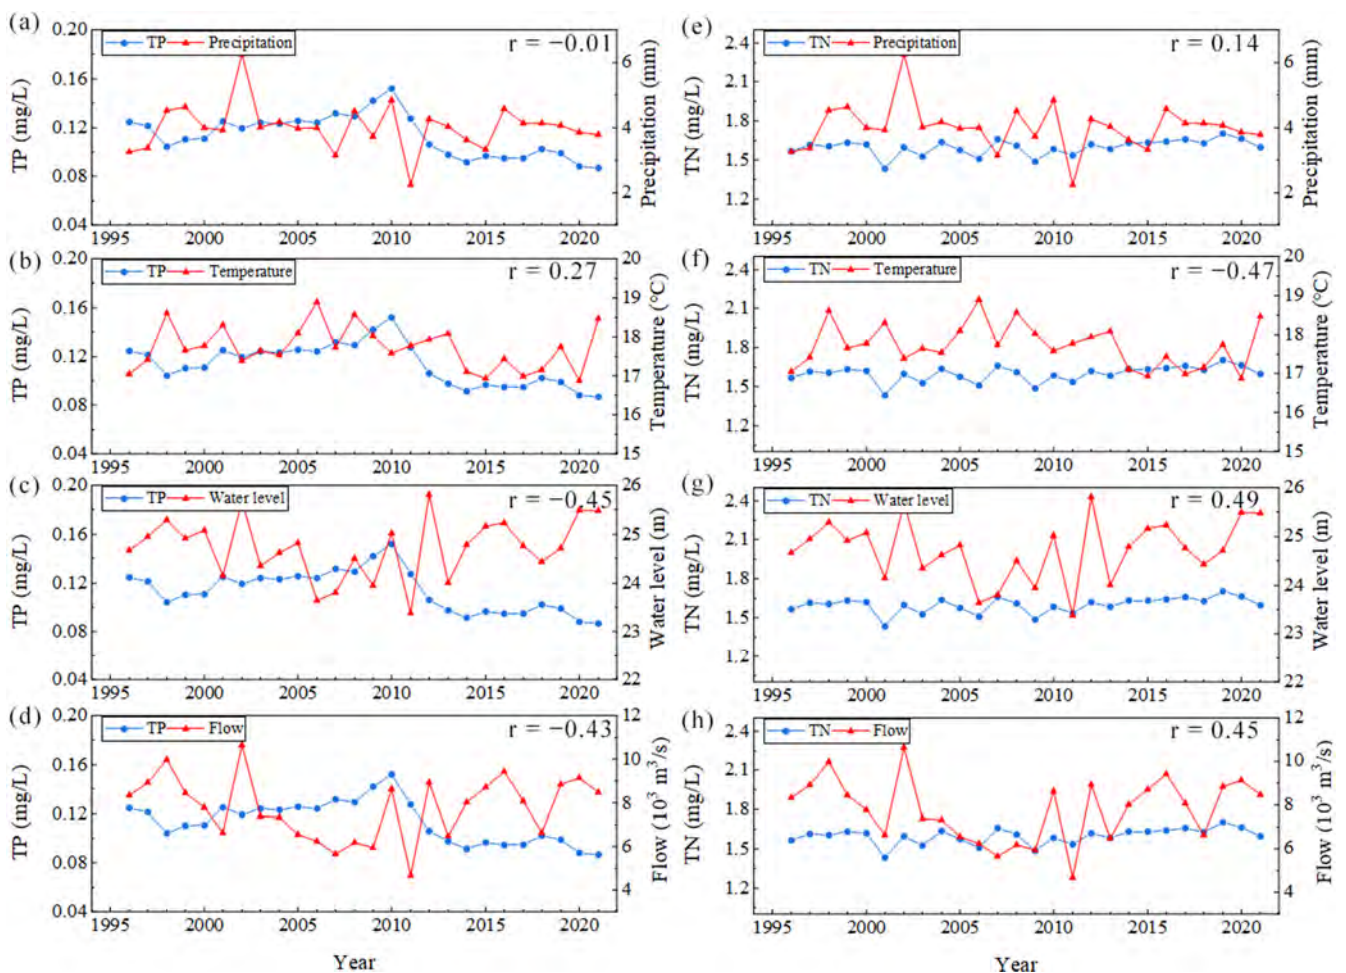 (a)
0.20
0.16
0.12
0.08
0.04
TP (mg/L)
TP Precipitation
r = −0.01
6
4
2
Precipitation (mm)
1995 2000 2005 2010 2015 2020
(e)
2.4
2.1
1.8
1.5
1.2
TN (mg/L)
TN Precipitation
r = 0.14
6
4
2
Precipitation (mm)
1995 2000 2005 2010 2015 2020
(b)
0.20
0.16
0.12
0.08
0.04
TP (mg/L)
TP Temperature
r = 0.27
20
19
18
17
16
15
Temperature (°C)
1995 2000 2005 2010 2015 2020
(f)
2.4
2.1
1.8
1.5
1.2
TN (mg/L)
TN Temperature
r = −0.47
20
19
18
17
16
15
Temperature (°C)
1995 2000 2005 2010 2015 2020
(c)
0.20
0.16
0.12
0.08
0.04
TP (mg/L)
TP Water level
r = −0.45
26
25
24
23
22
Water level (m)
1995 2000 2005 2010 2015 2020
(g)
2.4
2.1
1.8
1.5
1.2
TN (mg/L)
TN Water level
r = 0.49
26
25
24
23
22
Water level (m)
1995 2000 2005 2010 2015 2020
(d)
0.20
0.16
0.12
0.08
0.04
TP (mg/L)
TP Flow
r = −0.43
12
10
8
6
4
Flow (10³ m³/s)
1995 2000 2005 2010 2015 2020
Year
(h)
2.4
2.1
1.8
1.5
1.2
TN (mg/L)
TN Flow
r = 0.45
12
10
8
6
4
Flow (10³ m³/s)
1995 2000 2005 2010 2015 2020
Year